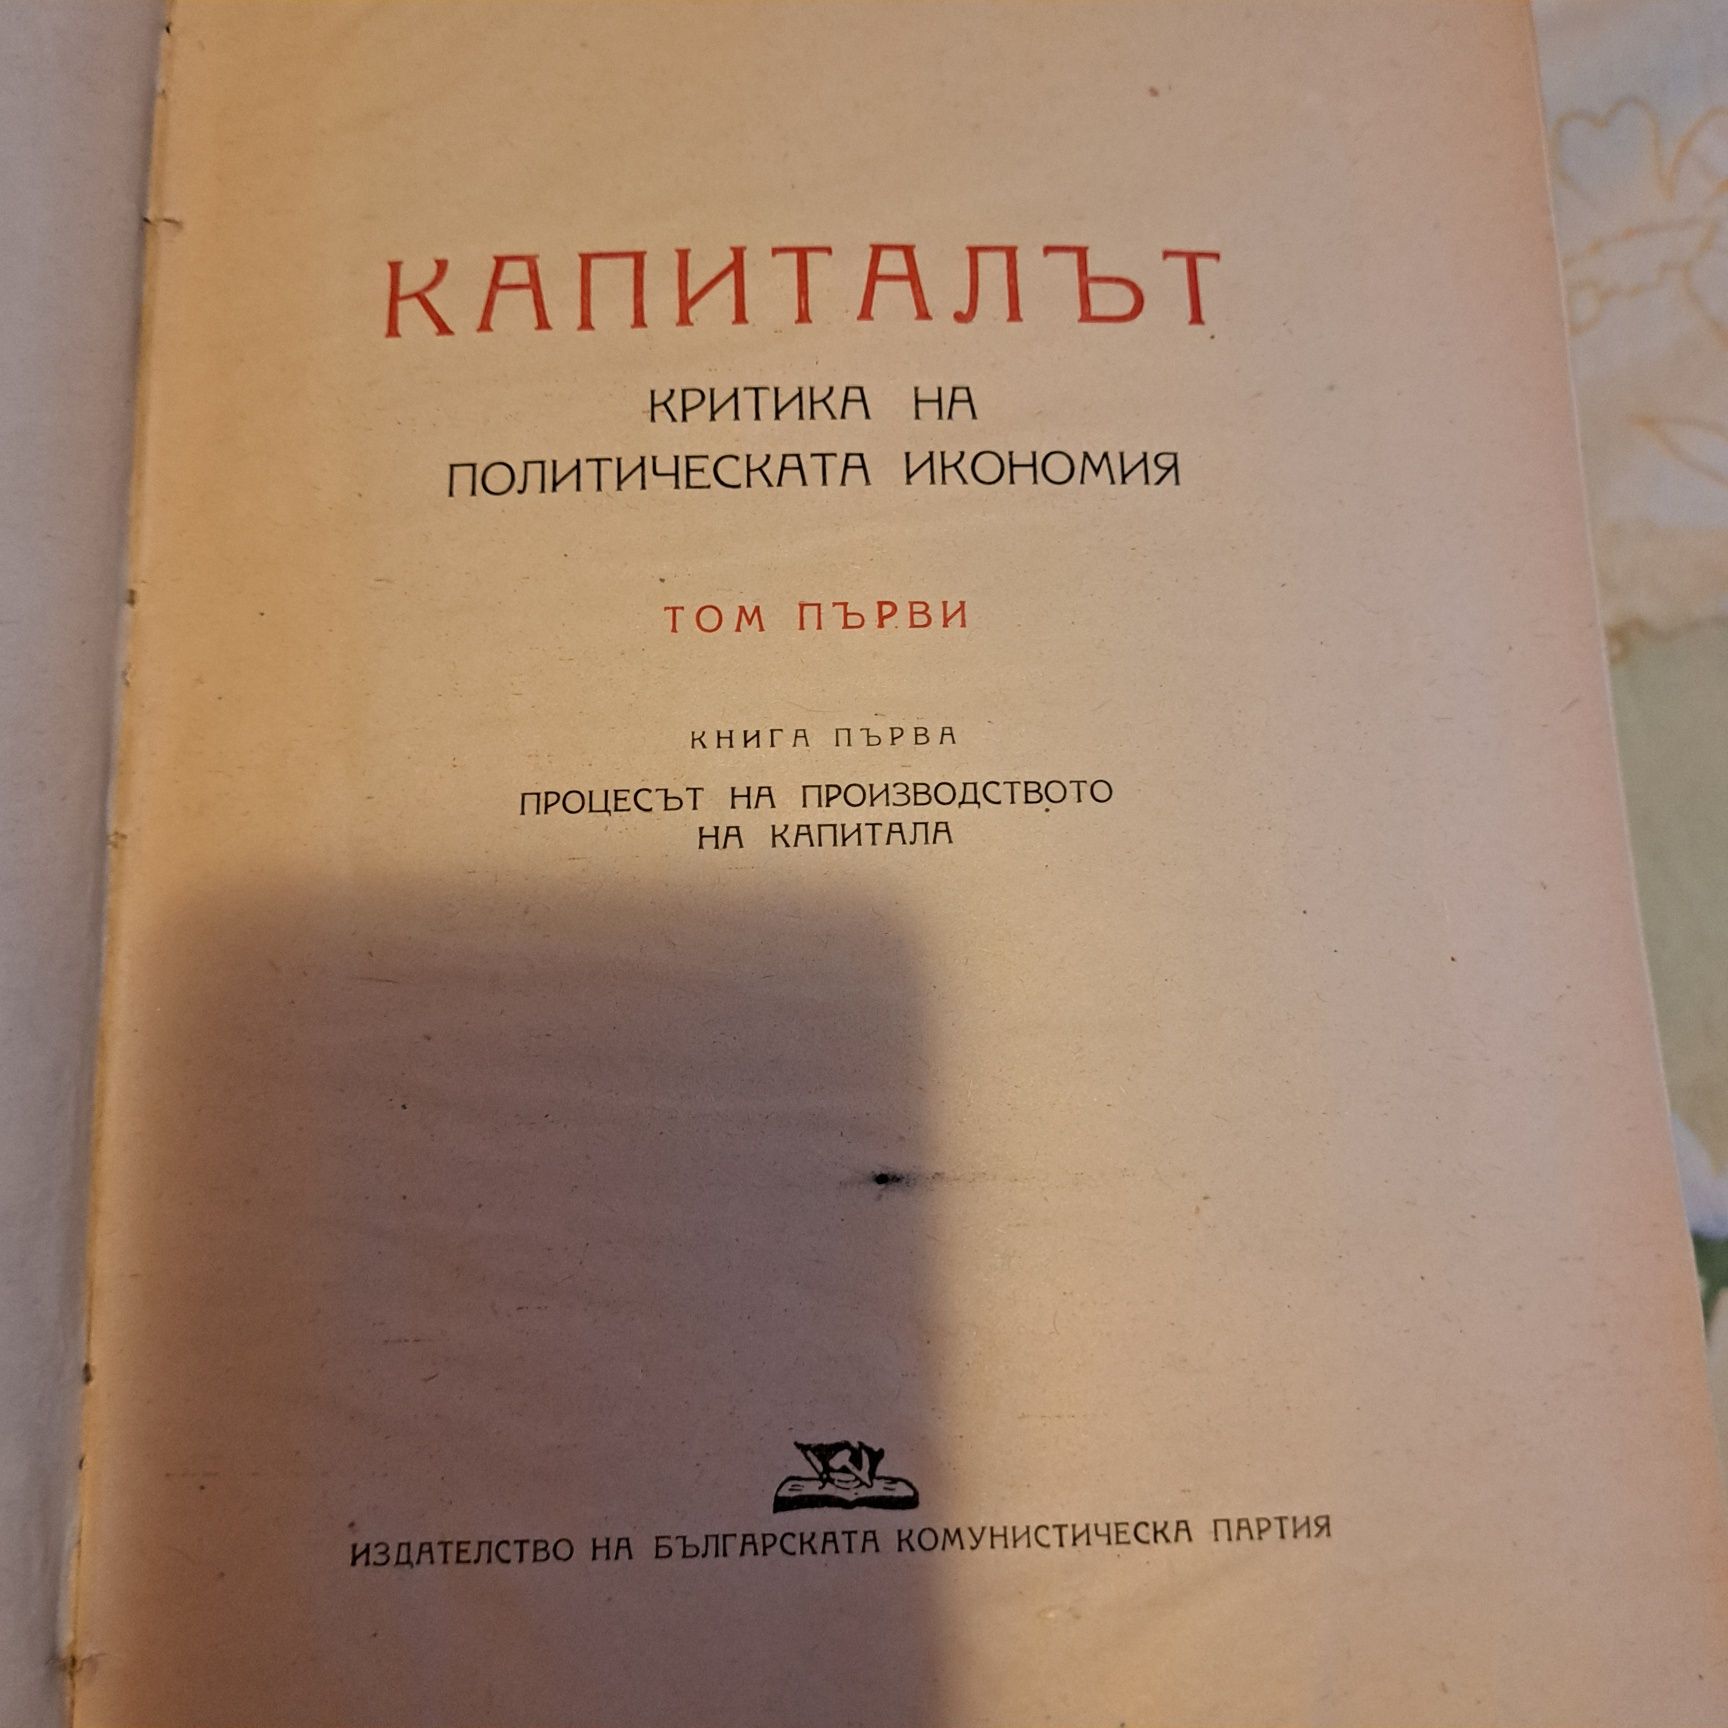 КАПИТАЛЪТ
КРИТИКА НА
ПОЛИТИЧЕСКАТА ИКОНОМИЯ
ТОМ ПЪРВИ
КНИГА ПЪРВА
ПРОЦЕСЪТ НА ПРОИЗВОДСТВОТО
НА КАПИТАЛА
ИЗДАТЕЛСТВО НА БЪЛГАРСКАТА КОМУНИСТИЧЕСКА ПАРТИЯ